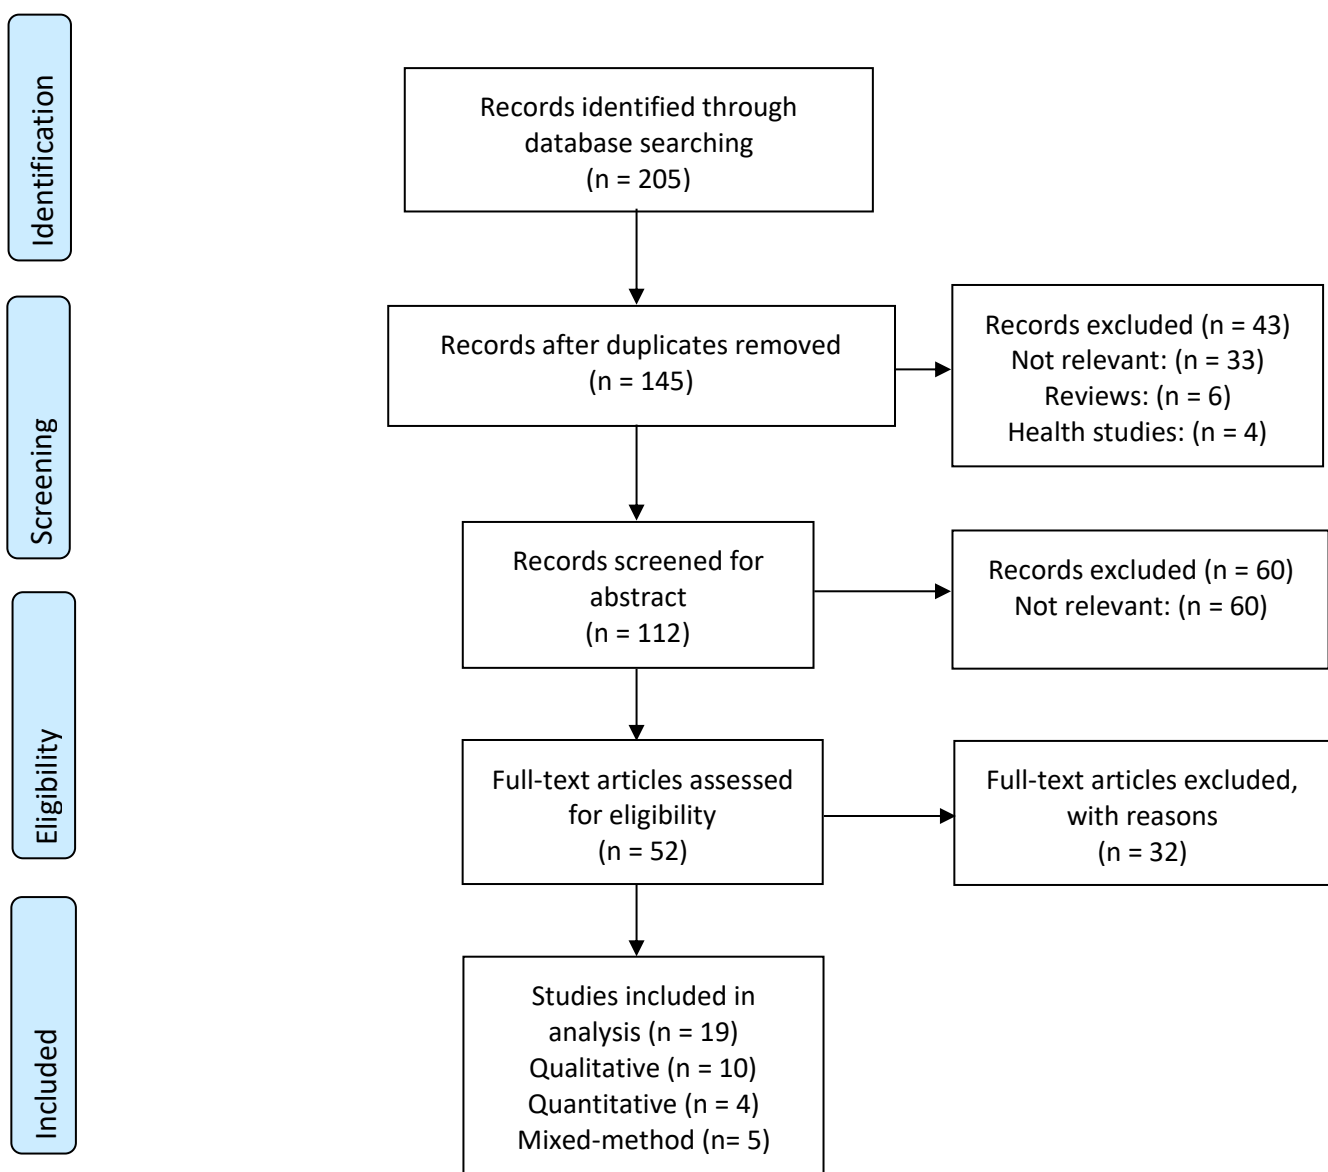 Identification
Records identified through
database searching
(n = 205)
Screening
Records after duplicates removed
(n = 145)
Records excluded (n = 43)
Not relevant: (n = 33)
Reviews: (n = 6)
Health studies: (n = 4)
Records screened for
abstract
(n = 112)
Records excluded (n = 60)
Not relevant: (n = 60)
Eligibility
Full-text articles assessed
for eligibility
(n = 52)
Full-text articles excluded,
with reasons
(n = 32)
Included
Studies included in
analysis (n = 19)
Qualitative (n = 10)
Quantitative (n = 4)
Mixed-method (n= 5)